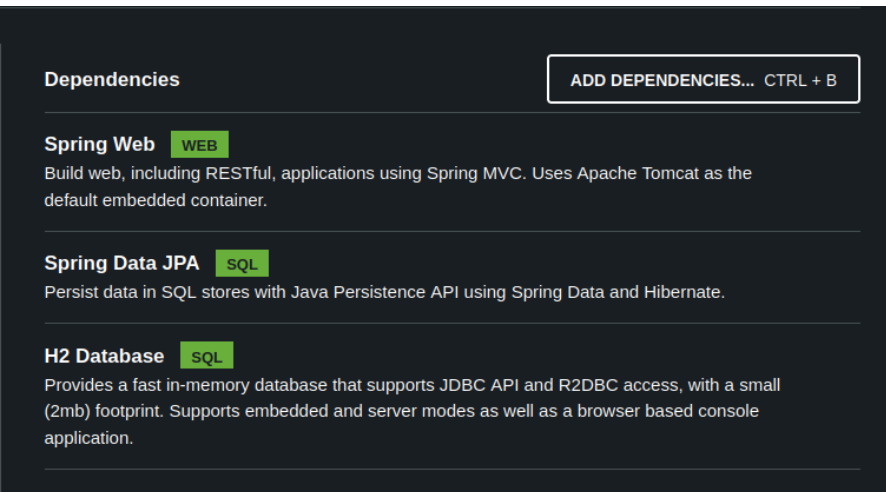 Dependencies
ADD DEPENDENCIES... CTRL + B
Spring Web WEB
Build web, including RESTful, applications using Spring MVC. Uses Apache Tomcat as the
default embedded container.
Spring Data JPA SQL
Persist data in SQL stores with Java Persistence API using Spring Data and Hibernate.
H2 Database SQL
Provides a fast in-memory database that supports JDBC API and R2DBC access, with a small
(2mb) footprint. Supports embedded and server modes as well as a browser based console
application.